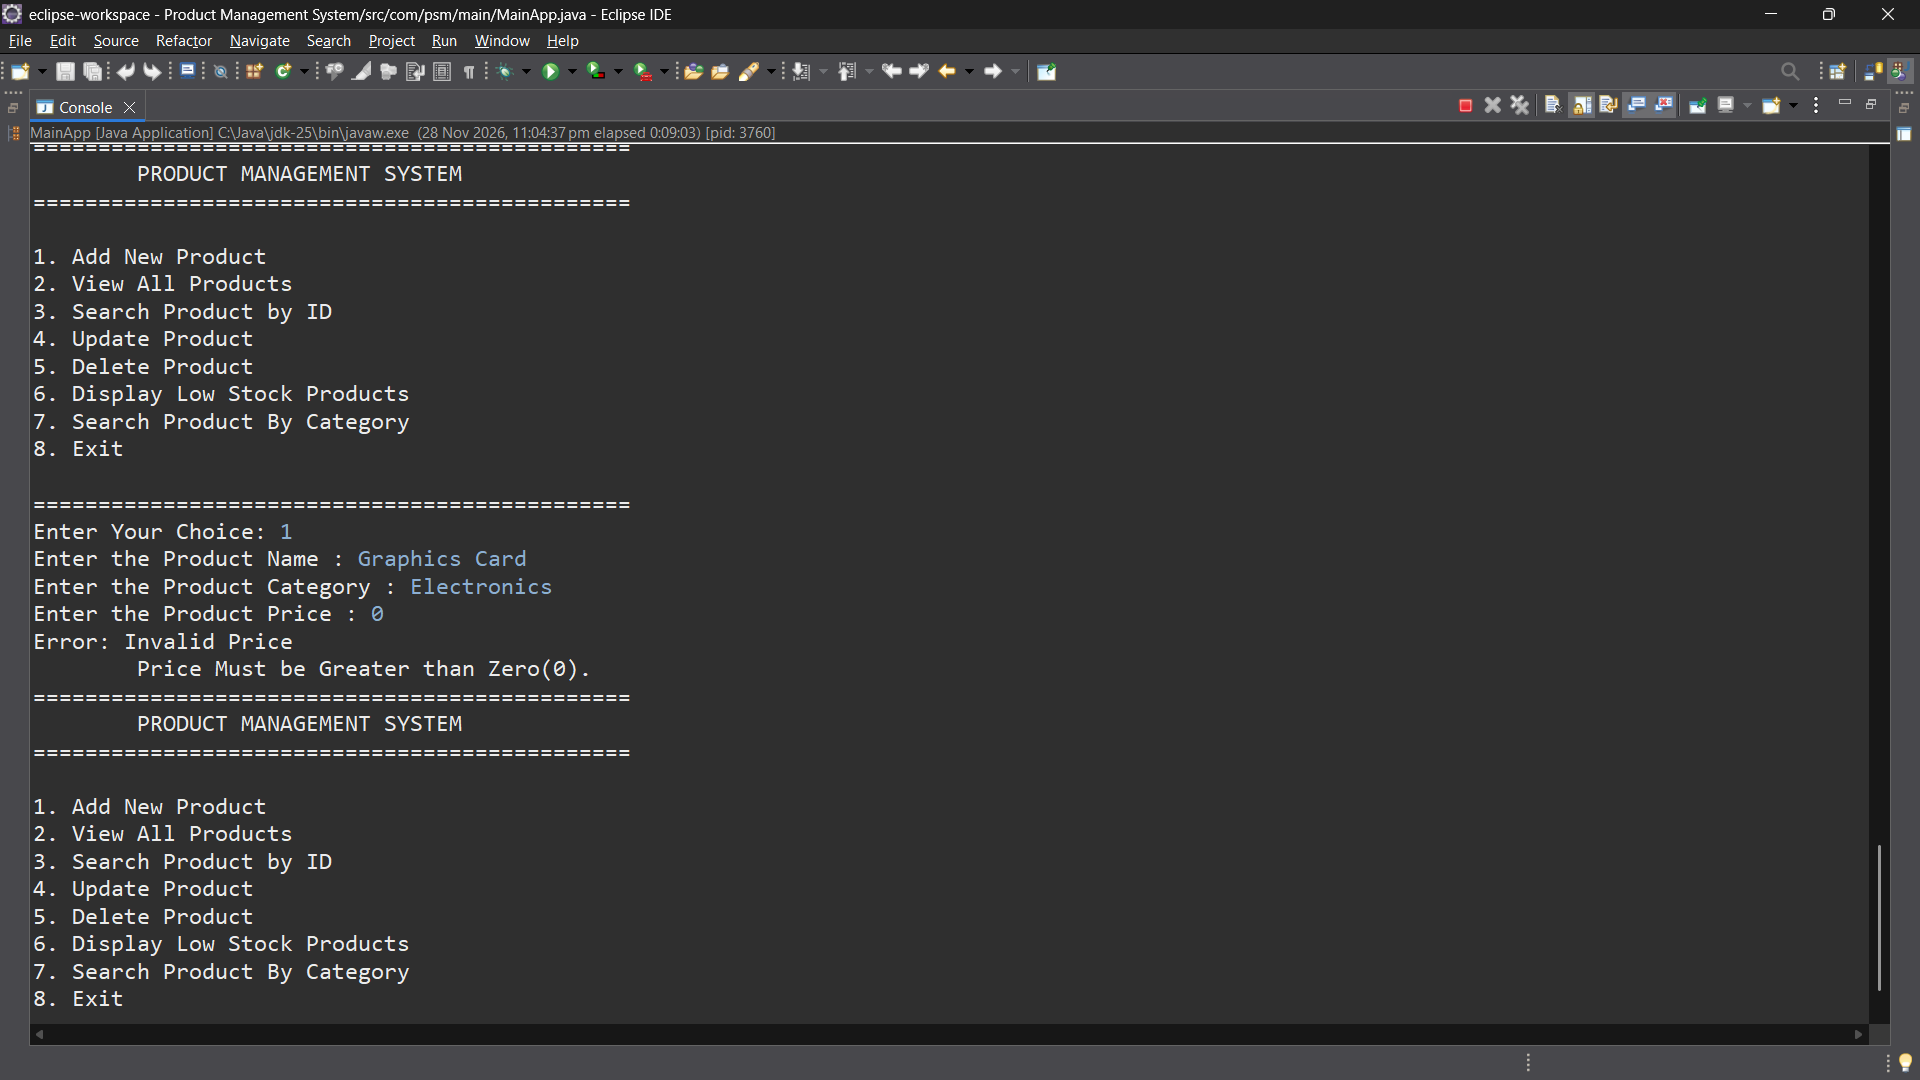 eclipse-workspace - Product Management System/src/com/psm/main/MainApp.java - Eclipse IDE
File Edit Source Refactor Navigate Search Project Run Window Help
Console
MainApp [Java Application] C:\Java\jdk-25\bin\javaw.exe (28 Nov 2026, 11:04:37 pm elapsed 0:09:03) [pid: 3760]
==============================================
PRODUCT MANAGEMENT SYSTEM
==============================================
1. Add New Product
2. View All Products
3. Search Product by ID
4. Update Product
5. Delete Product
6. Display Low Stock Products
7. Search Product By Category
8. Exit
==============================================
Enter Your Choice: 1
Enter the Product Name : Graphics Card
Enter the Product Category : Electronics
Enter the Product Price : 0
Error: Invalid Price
Price Must be Greater than Zero(0).
==============================================
PRODUCT MANAGEMENT SYSTEM
==============================================
1. Add New Product
2. View All Products
3. Search Product by ID
4. Update Product
5. Delete Product
6. Display Low Stock Products
7. Search Product By Category
8. Exit